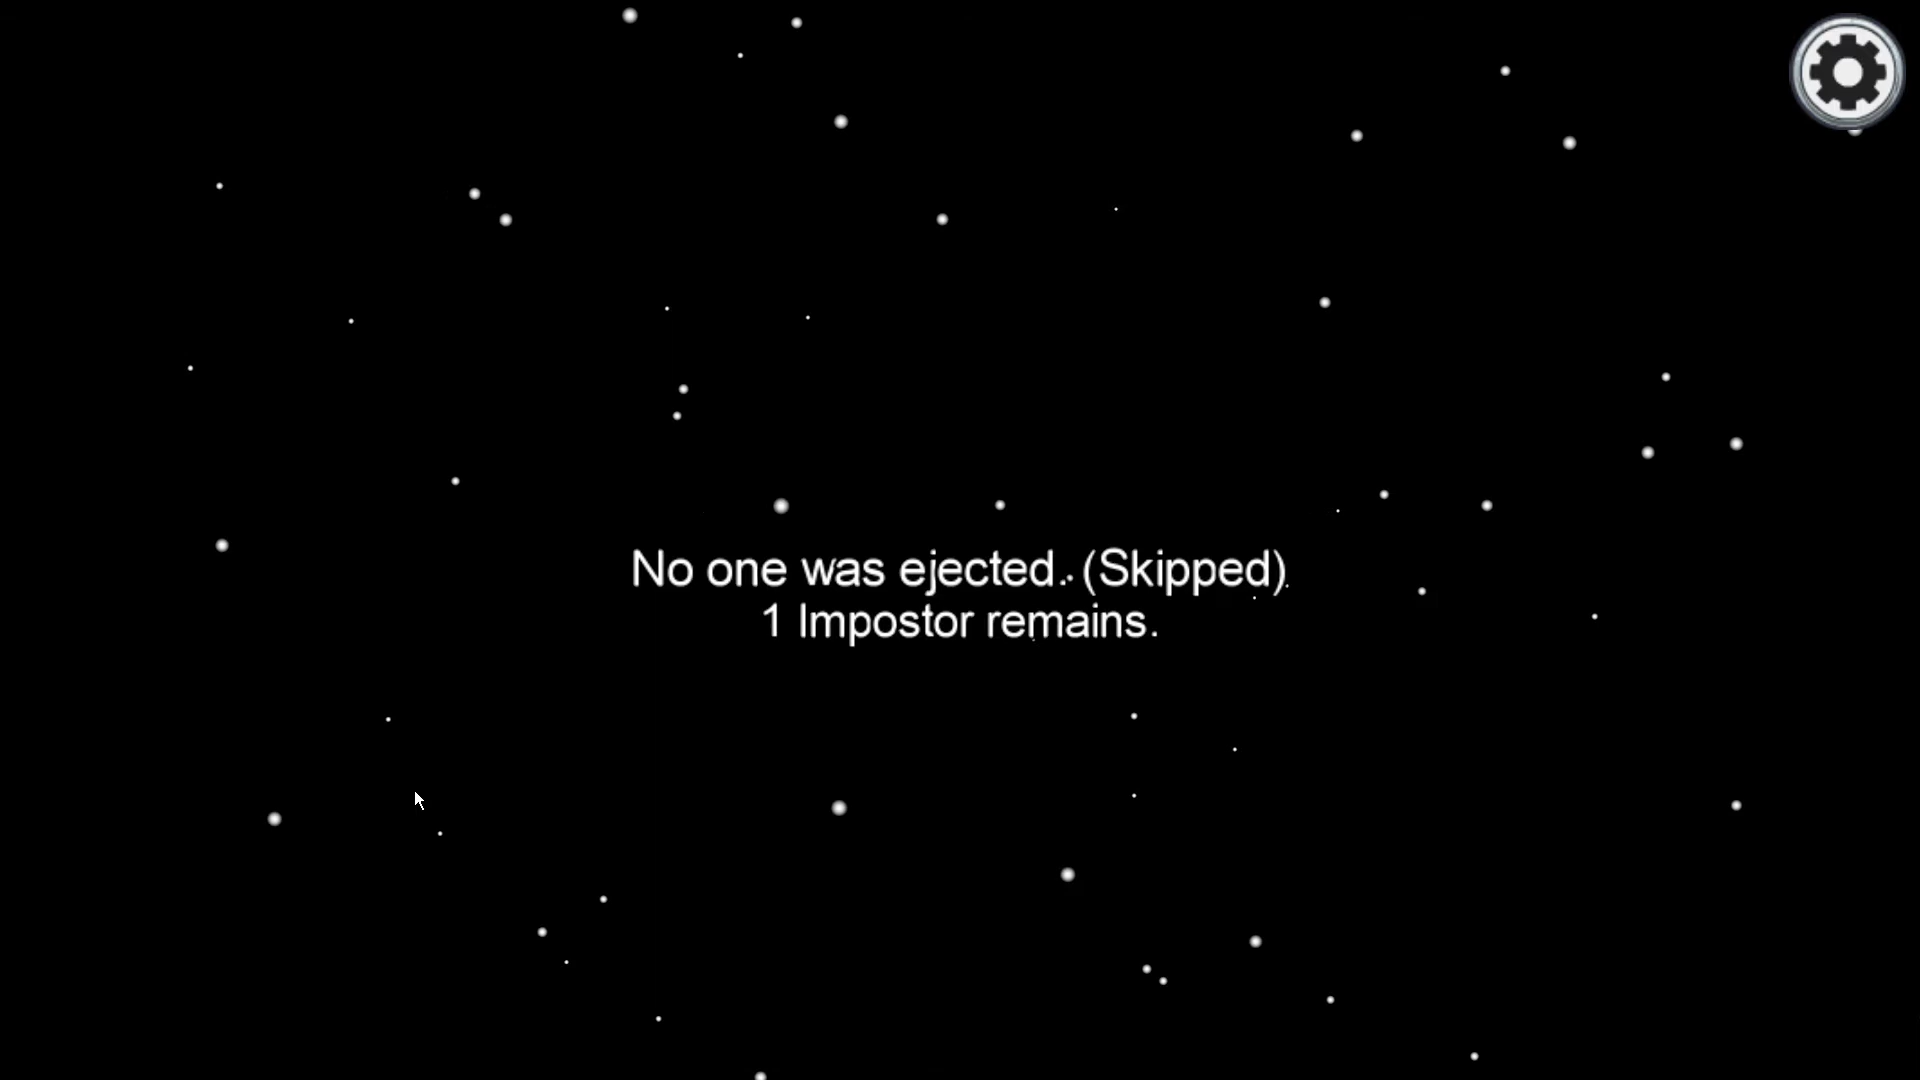 No one was ejected. (Skipped)
1 Impostor remains.